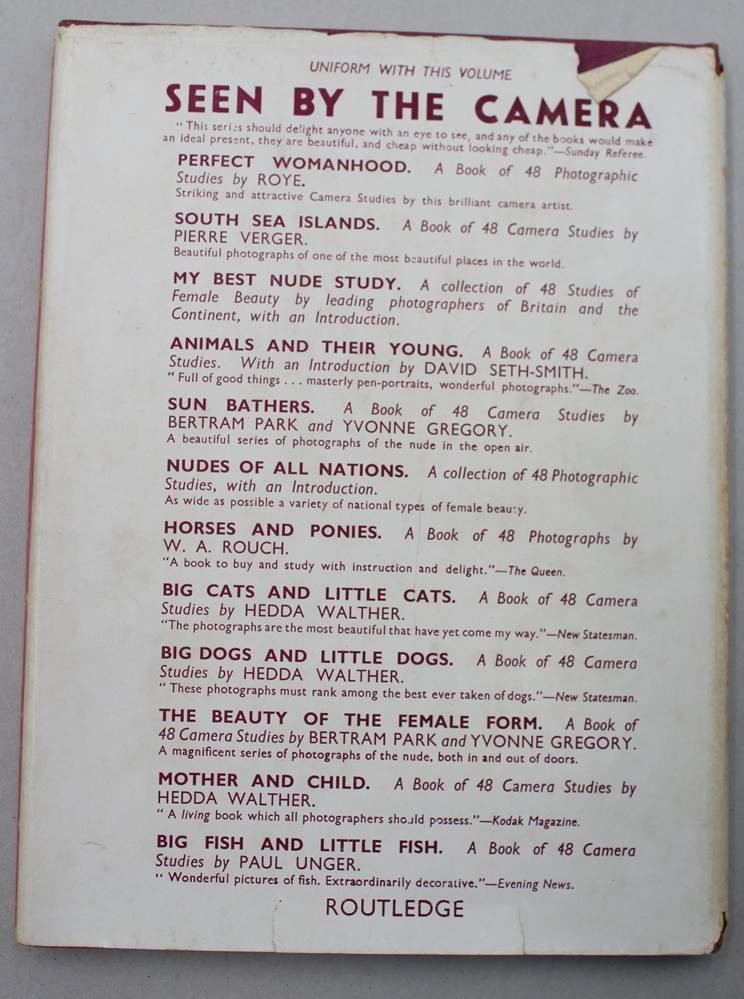 UNIFORM WITH THIS VOLUME
SEEN BY THE CAMERA
"This series should delight anyone with an eye to see, and any of the books would make
an ideal present, they are beautiful, and cheap without looking cheap."—Sunday Referee.
PERFECT WOMANHOOD. A Book of 48 Photographic
Studies by ROYE.
Striking and attractive Camera Studies by this brilliant camera artist.
SOUTH SEA ISLANDS. A Book of 48 Camera Studies by
PIERRE VERGER.
Beautiful photographs of one of the most beautiful places in the world.
MY BEST NUDE STUDY. A collection of 48 Studies of
Female Beauty by leading photographers of Britain and the
Continent, with an Introduction.
ANIMALS AND THEIR YOUNG. A Book of 48 Camera
Studies. With an Introduction by DAVID SETH-SMITH.
"Full of good things . . . masterly pen-portraits, wonderful photographs."—The Zoo.
SUN BATHERS. A Book of 48 Camera Studies by
BERTRAM PARK and YVONNE GREGORY.
A beautiful series of photographs of the nude in the open air.
NUDES OF ALL NATIONS. A collection of 48 Photographic
Studies, with an Introduction.
As wide as possible a variety of national types of female beauty.
HORSES AND PONIES. A Book of 48 Photographs by
W. A. ROUCH.
"A book to buy and study with instruction and delight."—The Queen.
BIG CATS AND LITTLE CATS. A Book of 48 Camera
Studies by HEDDA WALTHER.
"The photographs are the most beautiful that have yet come my way."—New Statesman.
BIG DOGS AND LITTLE DOGS. A Book of 48 Camera
Studies by HEDDA WALTHER.
"These photographs must rank among the best ever taken of dogs."—New Statesman.
THE BEAUTY OF THE FEMALE FORM. A Book of
48 Camera Studies by BERTRAM PARK and YVONNE GREGORY.
A magnificent series of photographs of the nude, both in and out of doors.
MOTHER AND CHILD. A Book of 48 Camera Studies by
HEDDA WALTHER.
"A living book which all photographers should possess."—Kodak Magazine.
BIG FISH AND LITTLE FISH. A Book of 48 Camera
Studies by PAUL UNGER.
"Wonderful pictures of fish. Extraordinarily decorative."—Evening News.
ROUTLEDGE